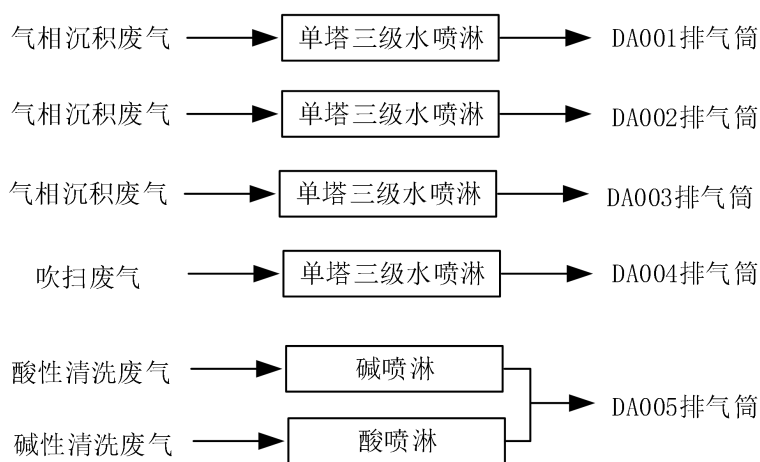 气相沉积废气 单塔三级水喷淋 DA001排气筒
气相沉积废气 单塔三级水喷淋 DA002排气筒
气相沉积废气 单塔三级水喷淋 DA003排气筒
吹扫废气 单塔三级水喷淋 DA004排气筒
酸性清洗废气 碱喷淋
DA005排气筒
碱性清洗废气 酸喷淋